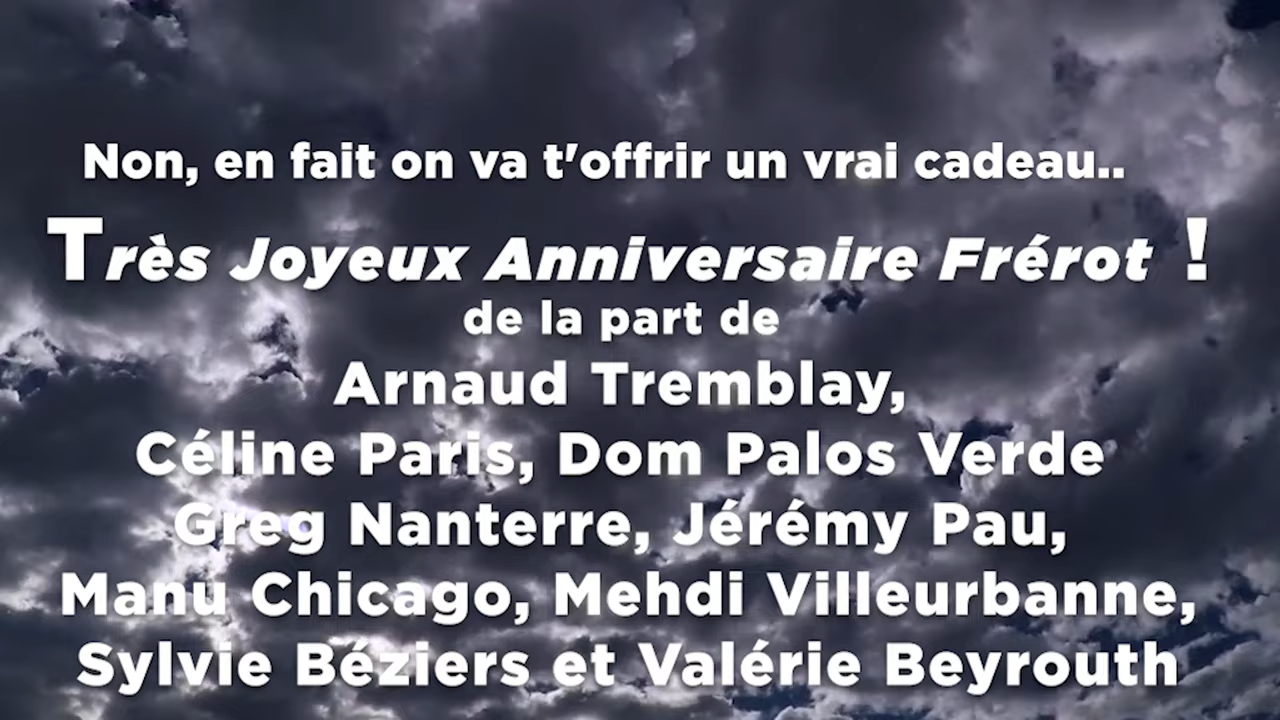 Non, en fait on va t'offrir un vrai cadeau..
Très Joyeux Anniversaire Frérot !
de la part de
Arnaud Tremblay,
Céline Paris, Dom Palos Verde
Greg Nanterre, Jérémy Pau,
Manu Chicago, Mehdi Villeurbanne,
Sylvie Béziers et Valérie Beyrouth